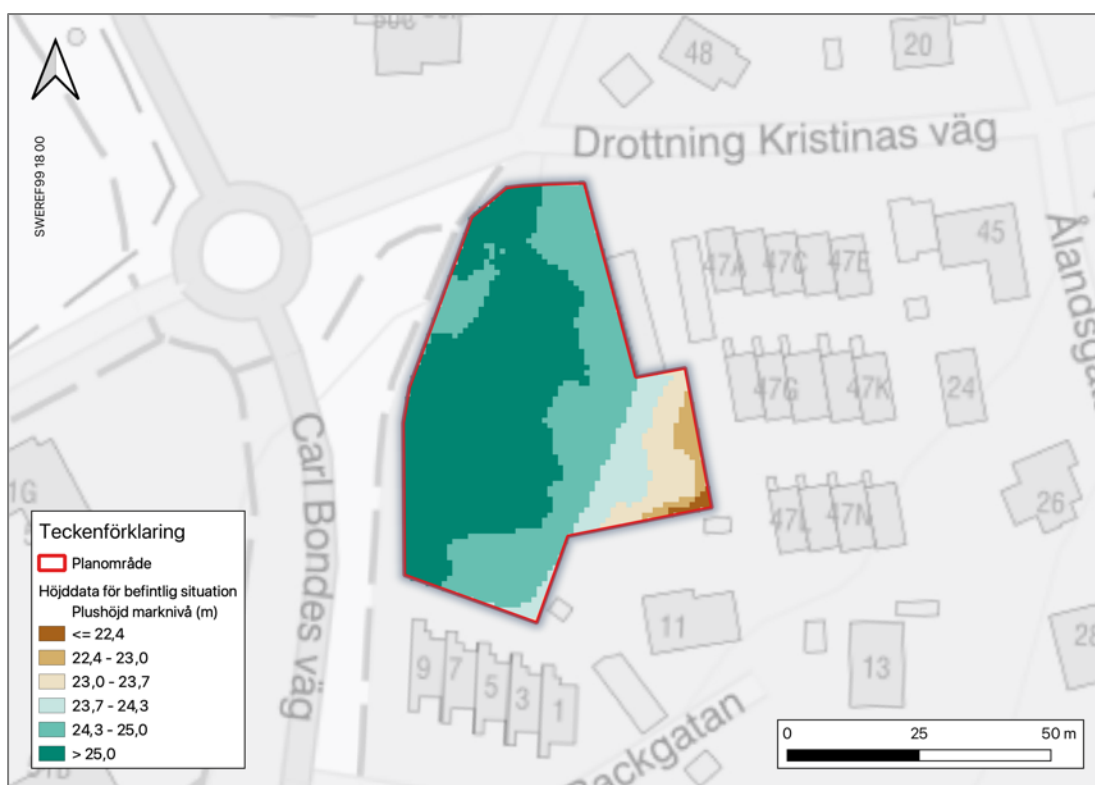 50C
48
20
Drottning Kristinas väg
SWEREF99 18 00
45
47A
47C
47E
47G
47K
24
26
47L
47N
Carl Bondes väg
1G
11
13
28
9
7
5
3
1
Backgatan
Teckenförklaring
Planområde
Höjddata för befintlig situation
Plushöjd marknivå (m)
<= 22,4
22,4 - 23,0
23,0 - 23,7
23,7 - 24,3
24,3 - 25,0
> 25,0
0
25
50 m